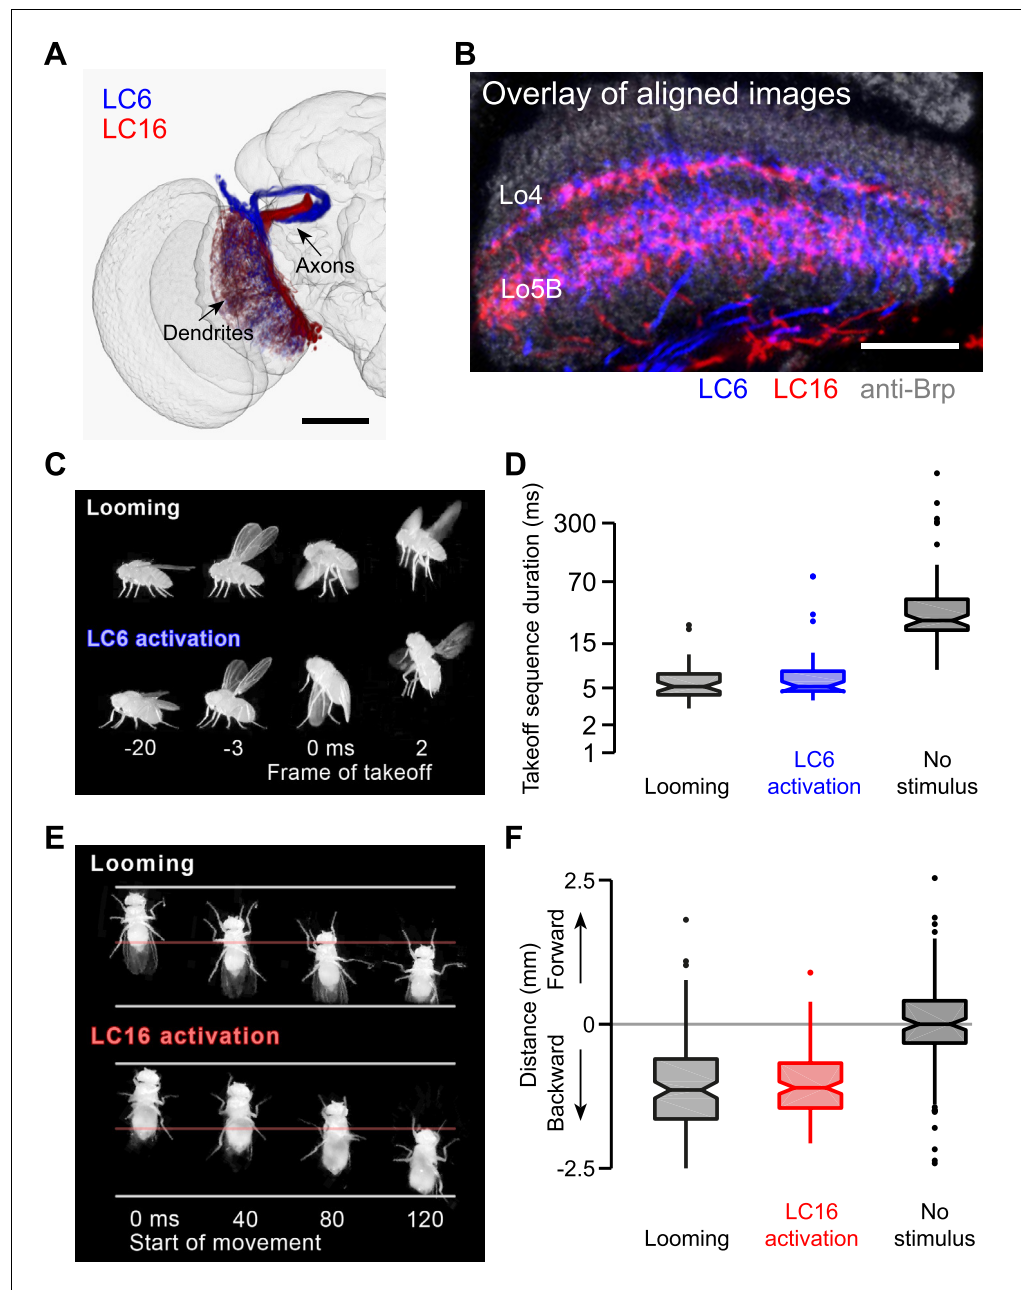 A
LC6
LC16
Axons
Dendrites
B
Overlay of aligned images
Lo4
Lo5B
LC6 LC16 anti-Brp
C
Looming
LC6 activation
-20 -3 0 ms 2
Frame of takeoff
D
Takeoff sequence duration (ms)
300
70
15
5
2
1
Looming
LC6
activation
No
stimulus
E
Looming
LC16 activation
0 ms 40 80 120
Start of movement
F
Distance (mm)
Backward Forward
2.5
0
-2.5
Looming
LC16
activation
No
stimulus